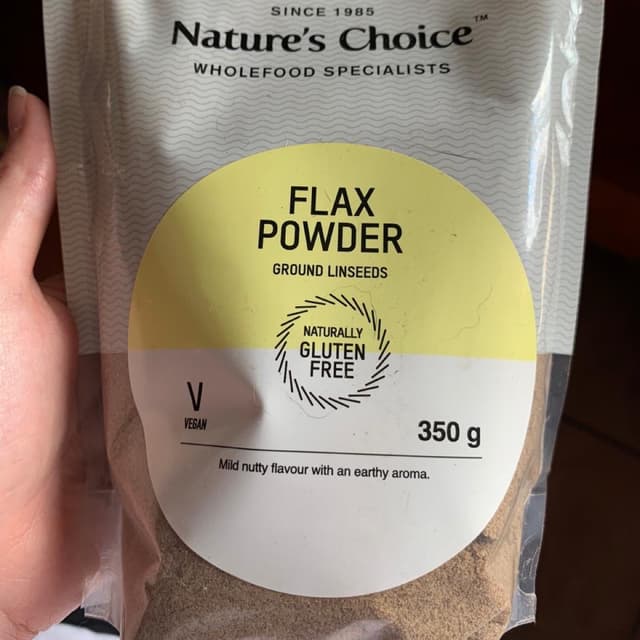 SINCE 1985
Nature's Choice™
WHOLEFOOD SPECIALISTS
FLAX
POWDER
GROUND LINSEEDS
NATURALLY
GLUTEN
FREE
V
VEGAN
350 g
Mild nutty flavour with an earthy aroma.